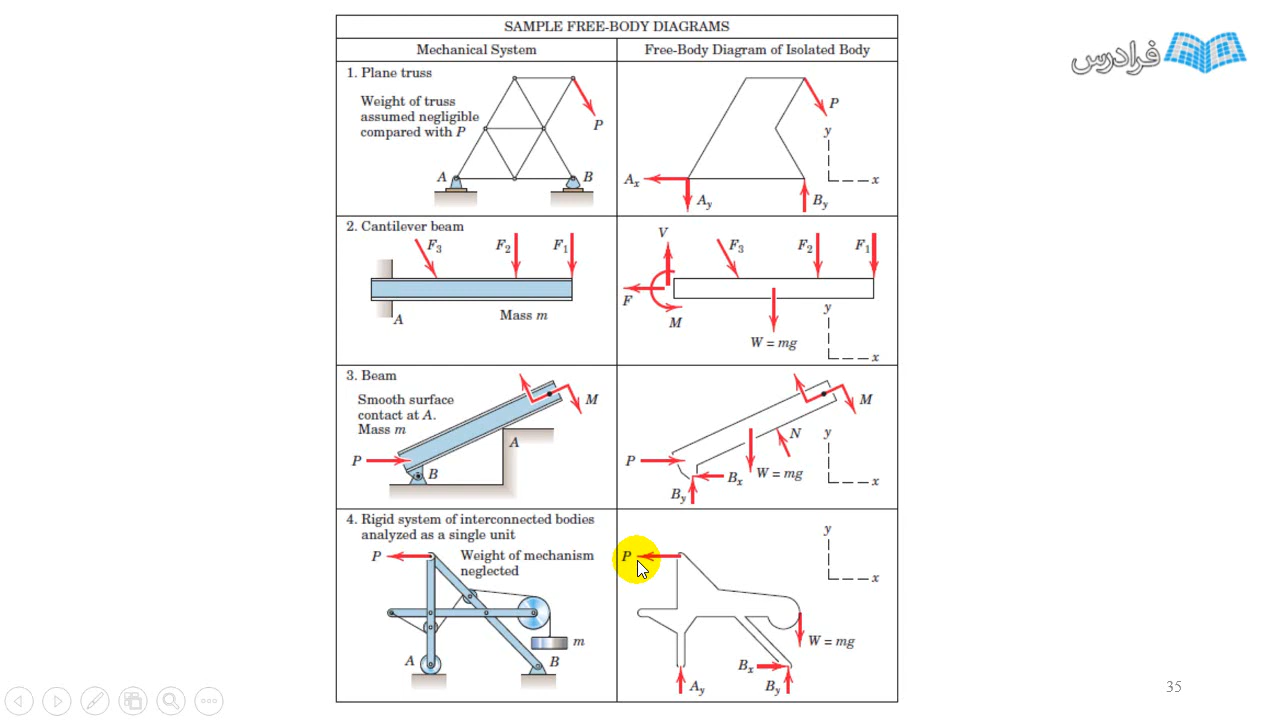 SAMPLE FREE-BODY DIAGRAMS
Mechanical System
Free-Body Diagram of Isolated Body
فرادرس
1. Plane truss
Weight of truss
assumed negligible
compared with P
P
A
B
P
y
x
Ax
Ay
By
2. Cantilever beam
F3
F2
F1
A
Mass m
V
F3
F2
F1
F
M
W = mg
y
x
3. Beam
Smooth surface
contact at A.
Mass m
M
A
P
B
M
N
y
P
W = mg
Bx
x
By
4. Rigid system of interconnected bodies
analyzed as a single unit
P
Weight of mechanism
neglected
m
A
B
P
y
x
W = mg
Bx
Ay
By
35